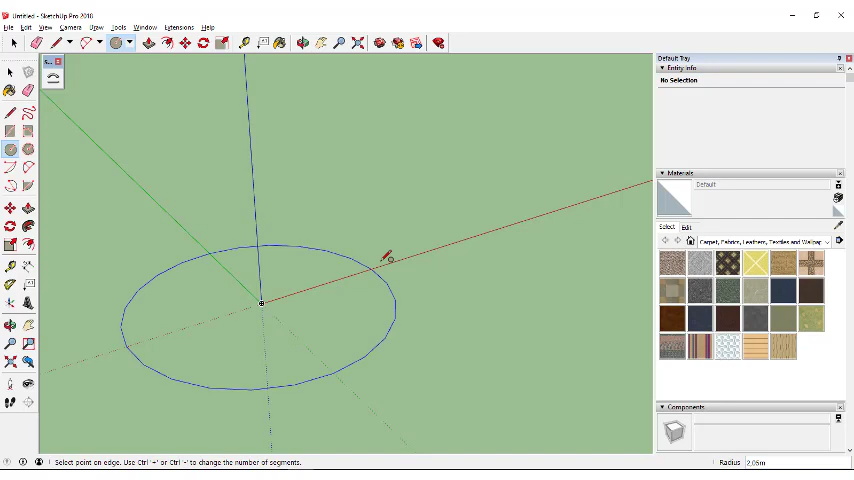 Untitled - SketchUp Pro 2018
File Edit View Camera Draw Tools Window Extensions Help
s...
Default Tray
Entity Info
No Selection
Materials
Default
Select Edit
Carpet, Fabrics, Leathers, Textiles and Wallpap
Components
Select point on edge. Use Ctrl '+' or Ctrl '-' to change the number of segments.
Radius 2,05m